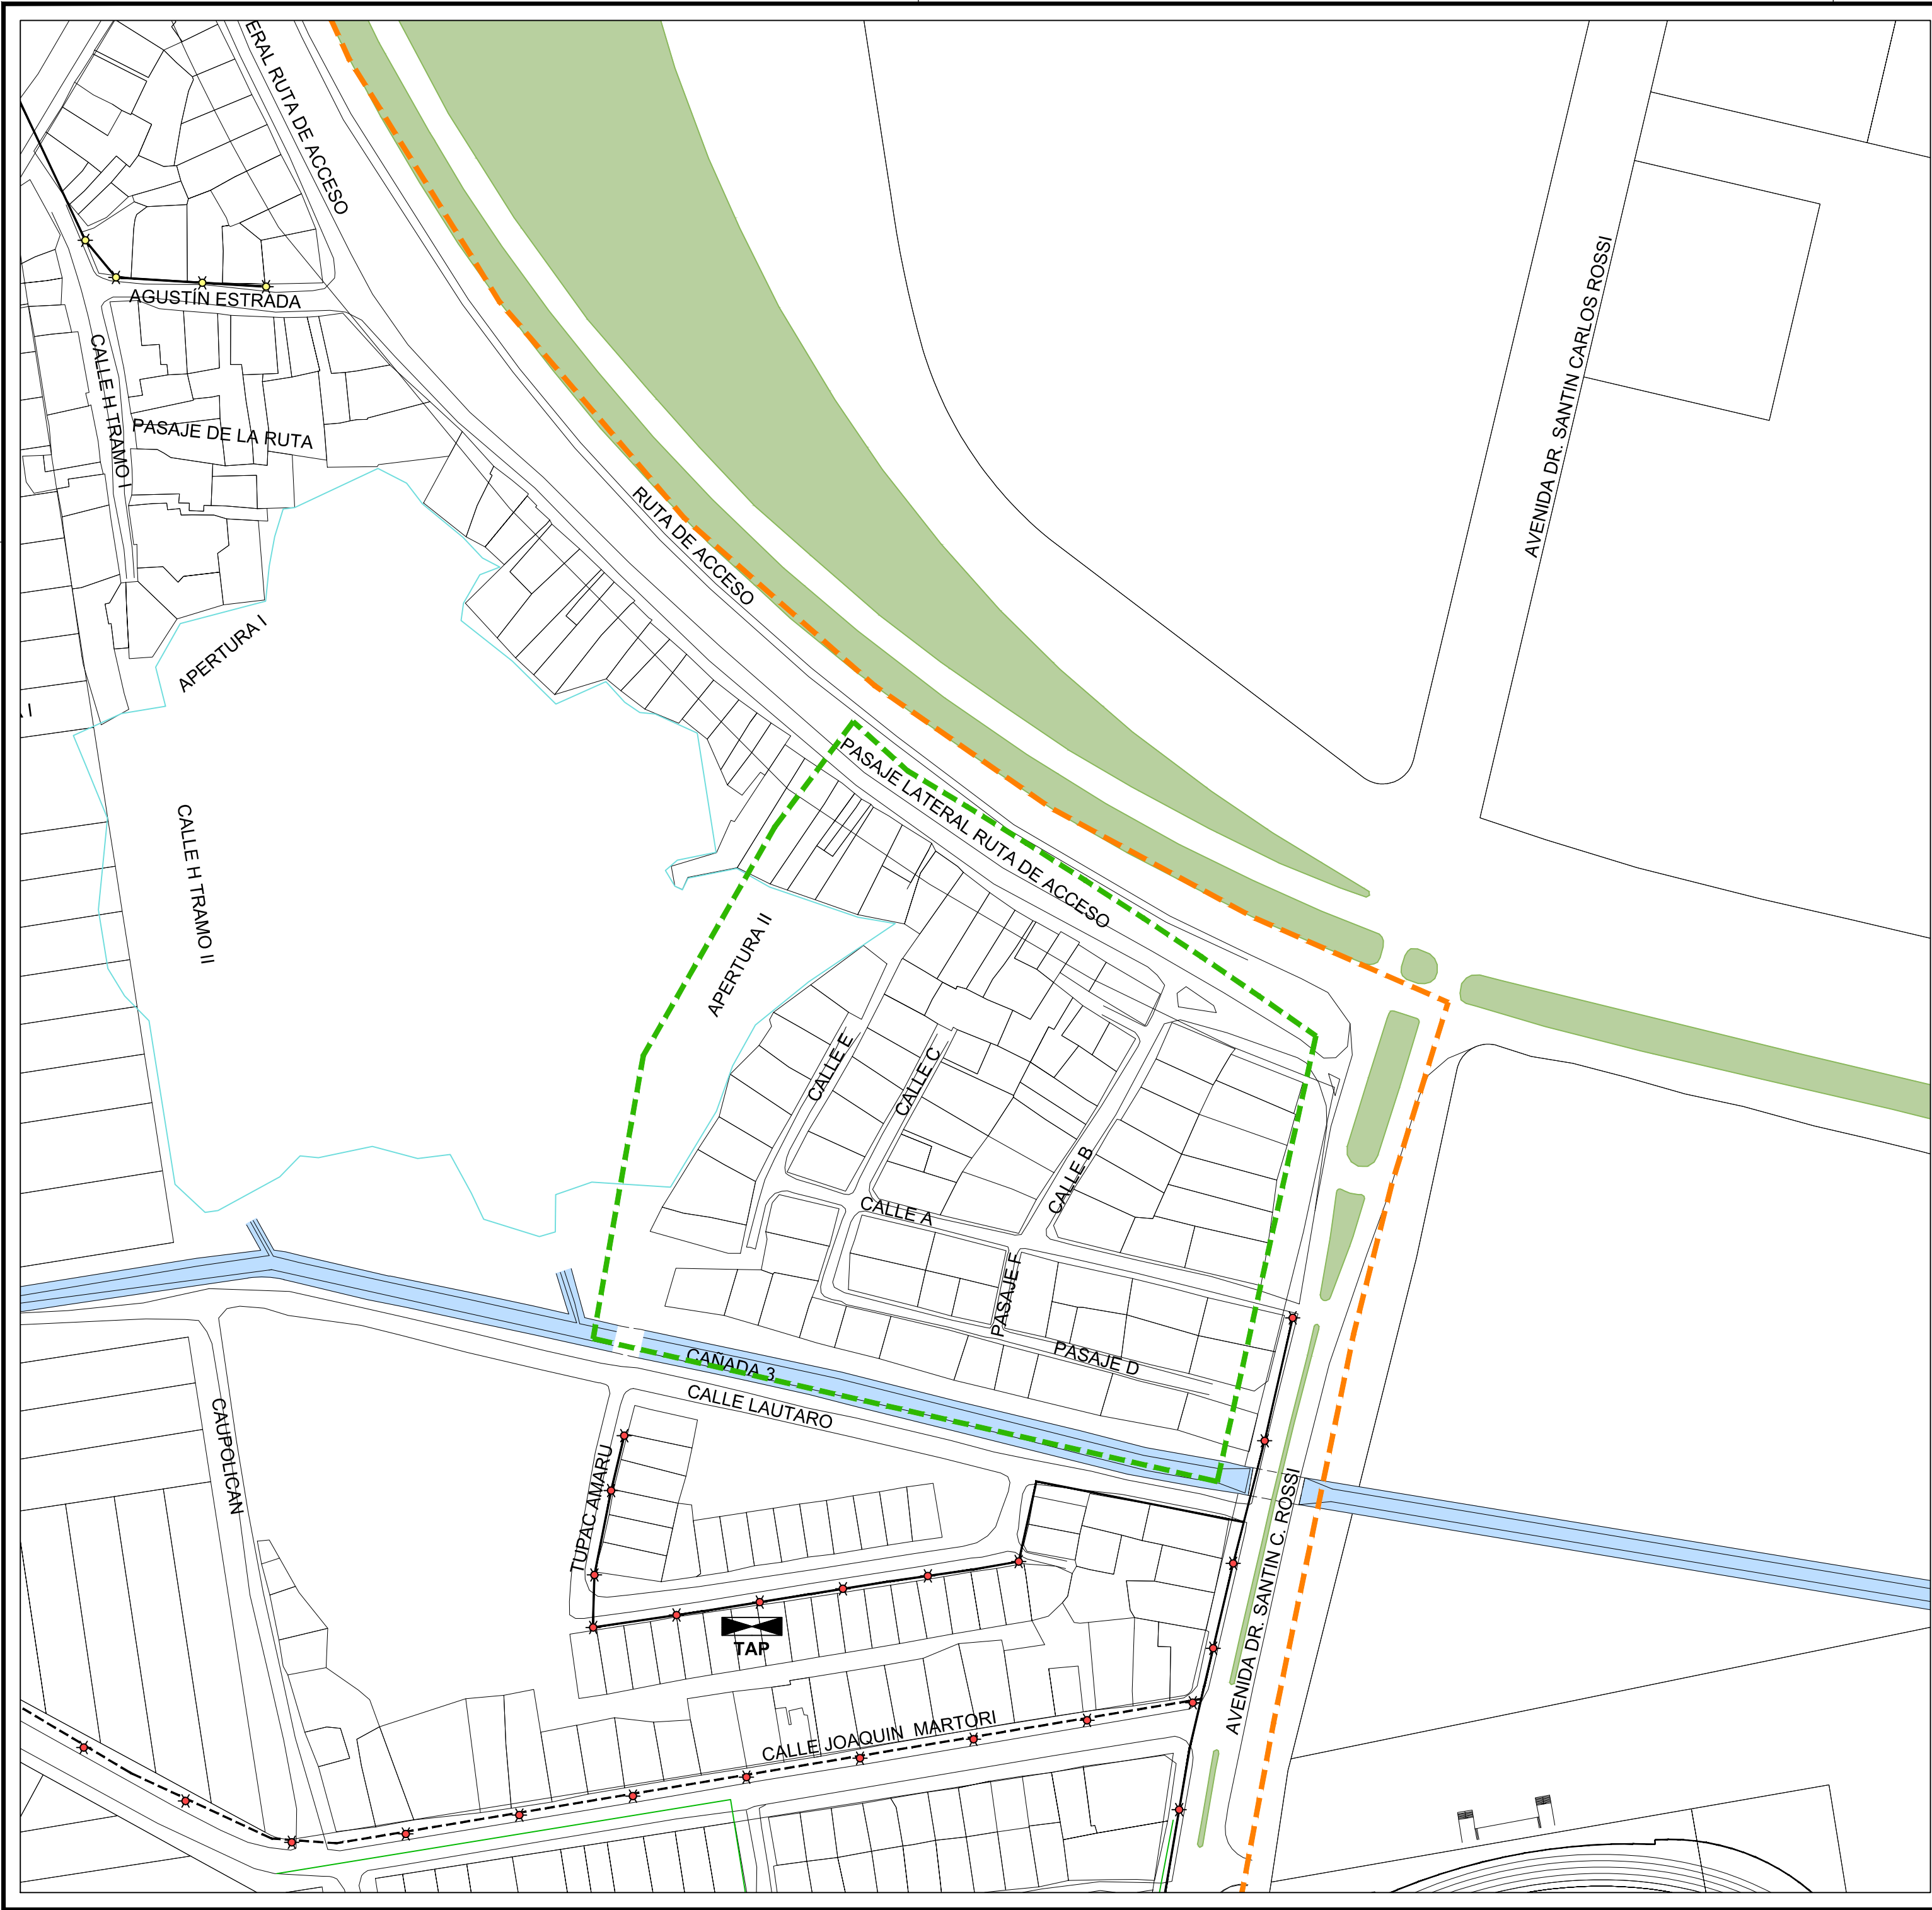 ERAL RUTA DE ACCESO
AVENIDA DR. SANTIN CARLOS ROSSI
AGUSTÍN ESTRADA
CALLE H TRAMO I
PASAJE DE LA RUTA
RUTA DE ACCESO
APERTURA I
PASAJE LATERAL RUTA DE ACCESO
CALLE H TRAMO II
APERTURA II
CALLE E
CALLE C
CALLE B
CALLE A
PASAJE F
PASAJE D
CAÑADA 3
CALLE LAUTARO
CAUPOLICAN
TUPAC AMARU
AVENIDA DR. SANTIN C. ROSSI
TAP
CALLE JOAQUIN MARTORI